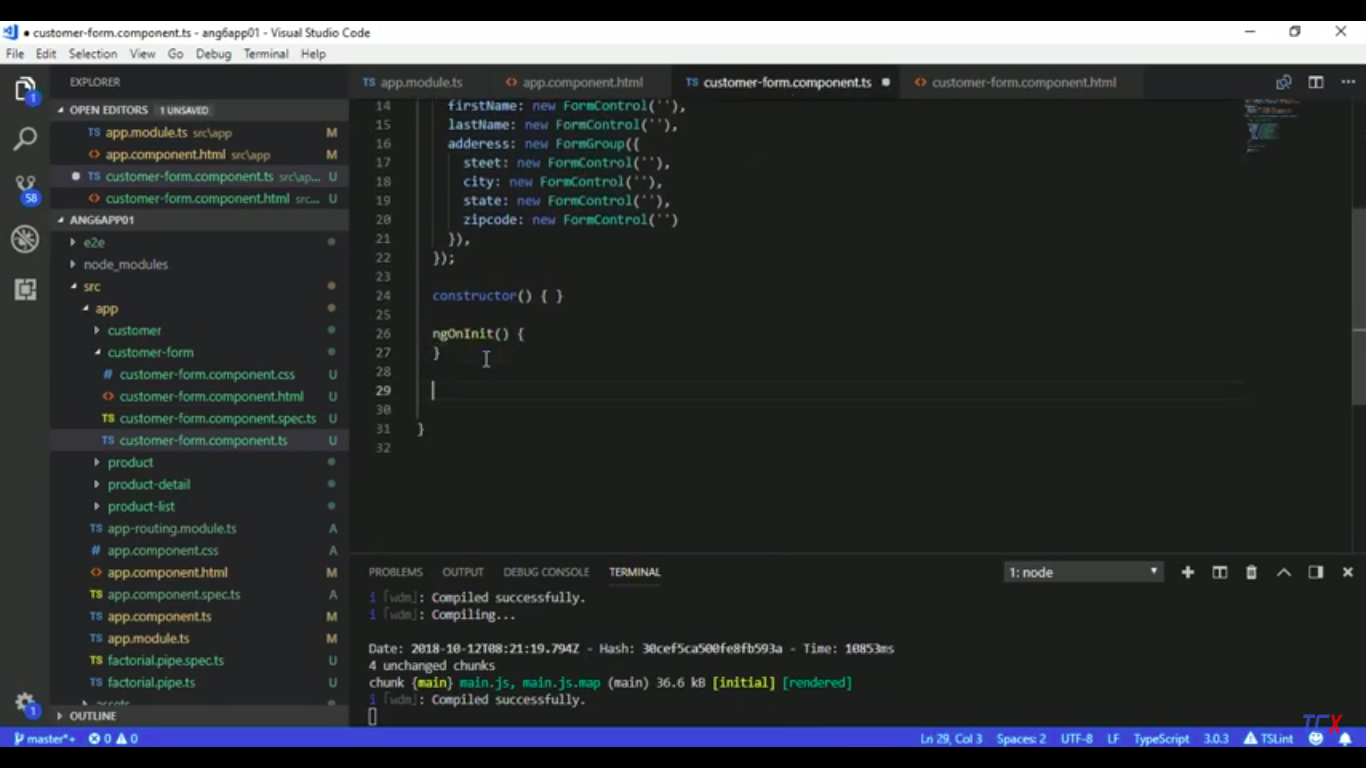 ● customer-form.component.ts - ang6app01 - Visual Studio Code
File Edit Selection View Go Debug Terminal Help
EXPLORER
OPEN EDITORS 1 UNSAVED
TS app.module.ts src\app M
<> app.component.html src\app M
● TS customer-form.component.ts src\ap... U
<> customer-form.component.html src... U
ANG6APP01
e2e
node_modules
src
app
customer
customer-form
# customer-form.component.css U
<> customer-form.component.html U
TS customer-form.component.spec.ts U
TS customer-form.component.ts U
product
product-detail
product-list
TS app-routing.module.ts A
# app.component.css A
<> app.component.html M
TS app.component.spec.ts A
TS app.component.ts M
TS app.module.ts M
TS factorial.pipe.spec.ts U
TS factorial.pipe.ts U
OUTLINE
1
58
1
TS app.module.ts <> app.component.html TS customer-form.component.ts ● <> customer-form.component.html
14 firstName: new FormControl(''),
15 lastName: new FormControl(''),
16 adderess: new FormGroup({
17 steet: new FormControl(''),
18 city: new FormControl(''),
19 state: new FormControl(''),
20 zipcode: new FormControl('')
21 }),
22 });
23
24 constructor() { }
25
26 ngOnInit() {
27 }
28
29
30
31 }
32
PROBLEMS OUTPUT DEBUG CONSOLE TERMINAL 1: node
i ｢wdm｣: Compiled successfully.
i ｢wdm｣: Compiling...
Date: 2018-10-12T08:21:19.794Z - Hash: 30cef5ca500fe8fb593a - Time: 10853ms
4 unchanged chunks
chunk {main} main.js, main.js.map (main) 36.6 kB [initial] [rendered]
i ｢wdm｣: Compiled successfully.
TCX
master*+ 0 0 Ln 29, Col 3 Spaces: 2 UTF-8 LF TypeScript 3.0.3 TSLint